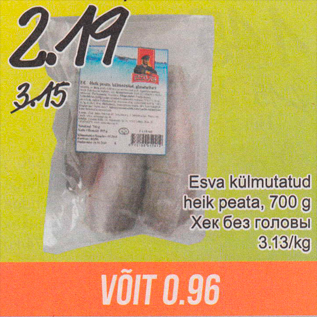 2.19
3.15
Esva külmutatud
heik peata, 700 g
Хек без головы
3.13/kg
VÕIT 0.96